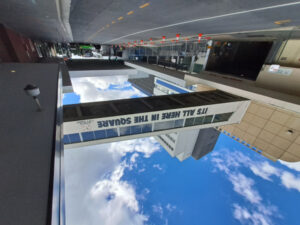 IT'S ALL HERE IN THE SQUARE